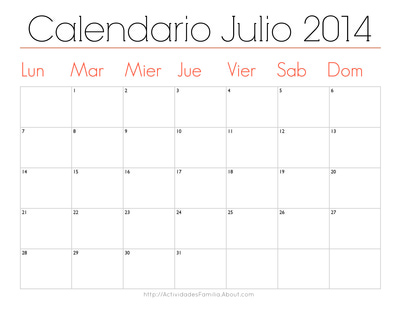 Calendario Julio 2014
Lun Mar Mier Jue Vier Sab Dom
1 2 3 4 5 6
7 8 9 10 11 12 13
14 15 16 17 18 19 20
21 22 23 24 25 26 27
28 29 30 31
http://ActividadesFamilia.About.com